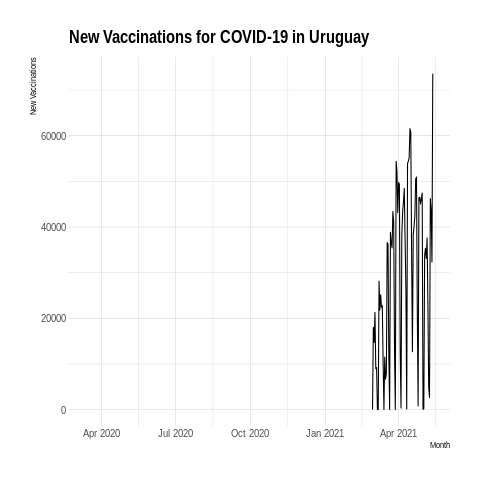 New Vaccinations for COVID-19 in Uruguay
New Vaccinations
60000
40000
20000
0
Apr 2020 Jul 2020 Oct 2020 Jan 2021 Apr 2021
Month